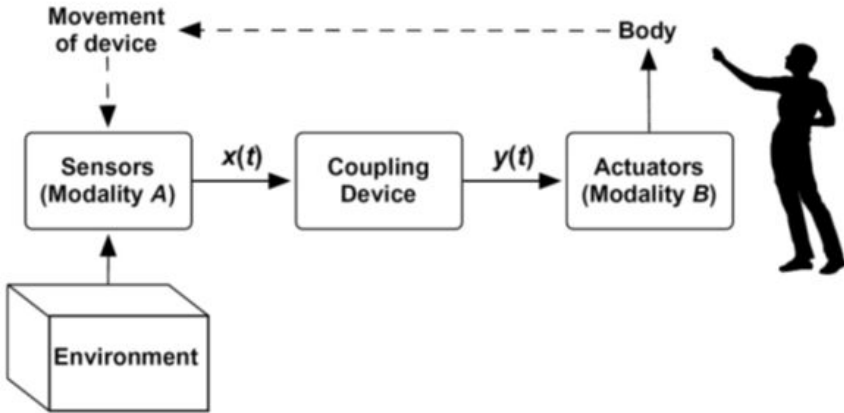 Movement
of device
Body
Sensors
(Modality A)
x(t)
Coupling
Device
y(t)
Actuators
(Modality B)
Environment